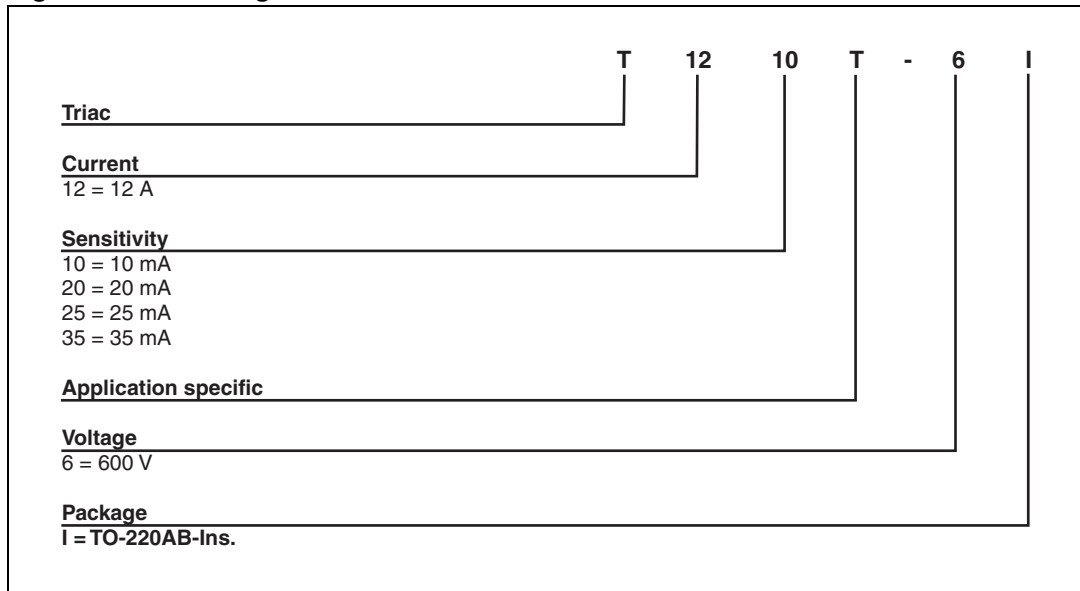 T 12 10 T - 6 I
Triac
Current
12 = 12 A
Sensitivity
10 = 10 mA
20 = 20 mA
25 = 25 mA
35 = 35 mA
Application specific
Voltage
6 = 600 V
Package
I = TO-220AB-Ins.